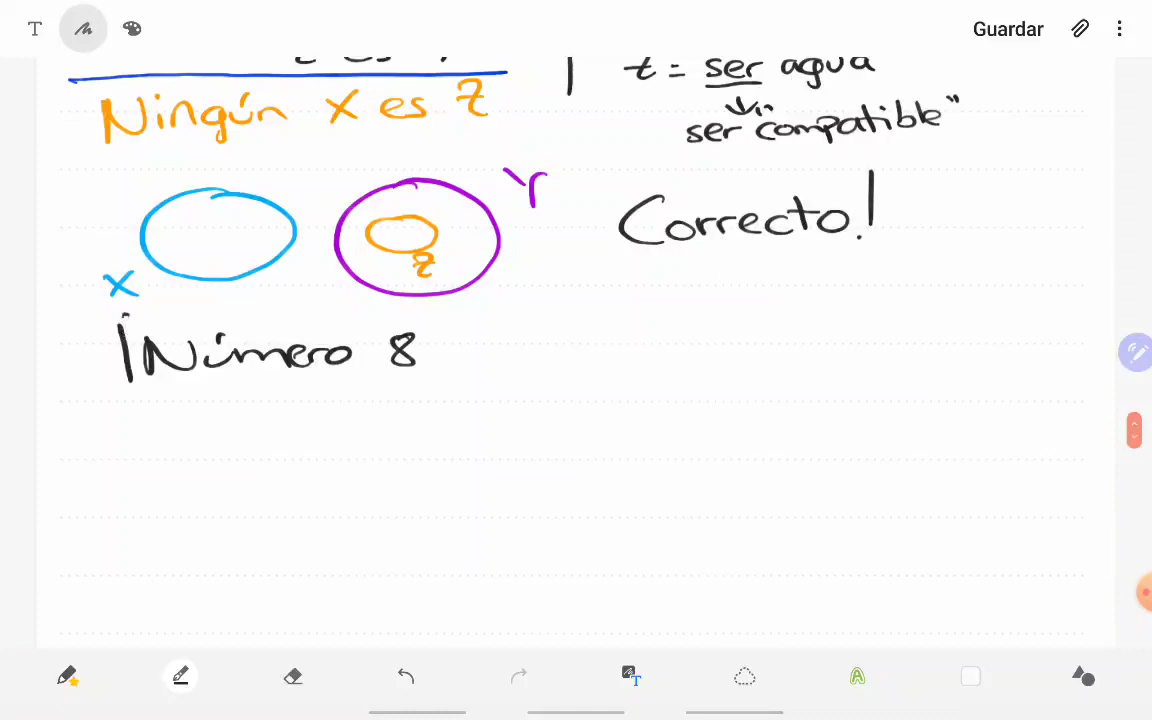 T Guardar
Ningún x es z
z = ser agua
ser compatible"
Y
Correcto!
z
x
¡Número 8
T
A